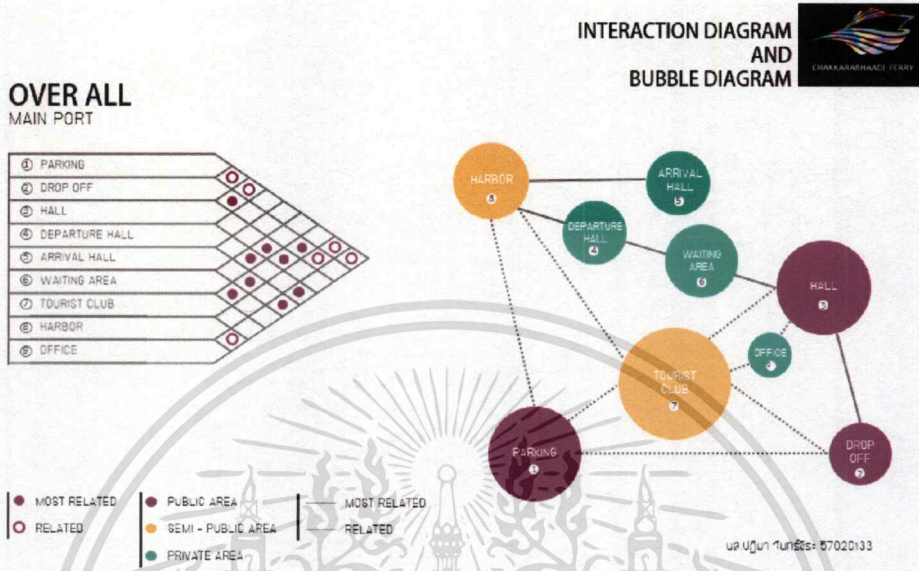 INTERACTION DIAGRAM
AND
BUBBLE DIAGRAM
CHAKKARABHAADI FERRY
OVER ALL
MAIN PORT
① PARKING
② DROP OFF
③ HALL
④ DEPARTURE HALL
⑤ ARRIVAL HALL
⑥ WAITING AREA
⑦ TOURIST CLUB
⑧ HARBOR
⑨ OFFICE
HARBOR
8
ARRIVAL
HALL
5
DEPARTURE
HALL
4
WAITING
AREA
6
HALL
3
OFFICE
TOURIST
CLUB
7
PARKING
1
DROP
OFF
2
MOST RELATED
RELATED
PUBLIC AREA
SEMI - PUBLIC AREA
PRIVATE AREA
MOST RELATED
RELATED
57020133